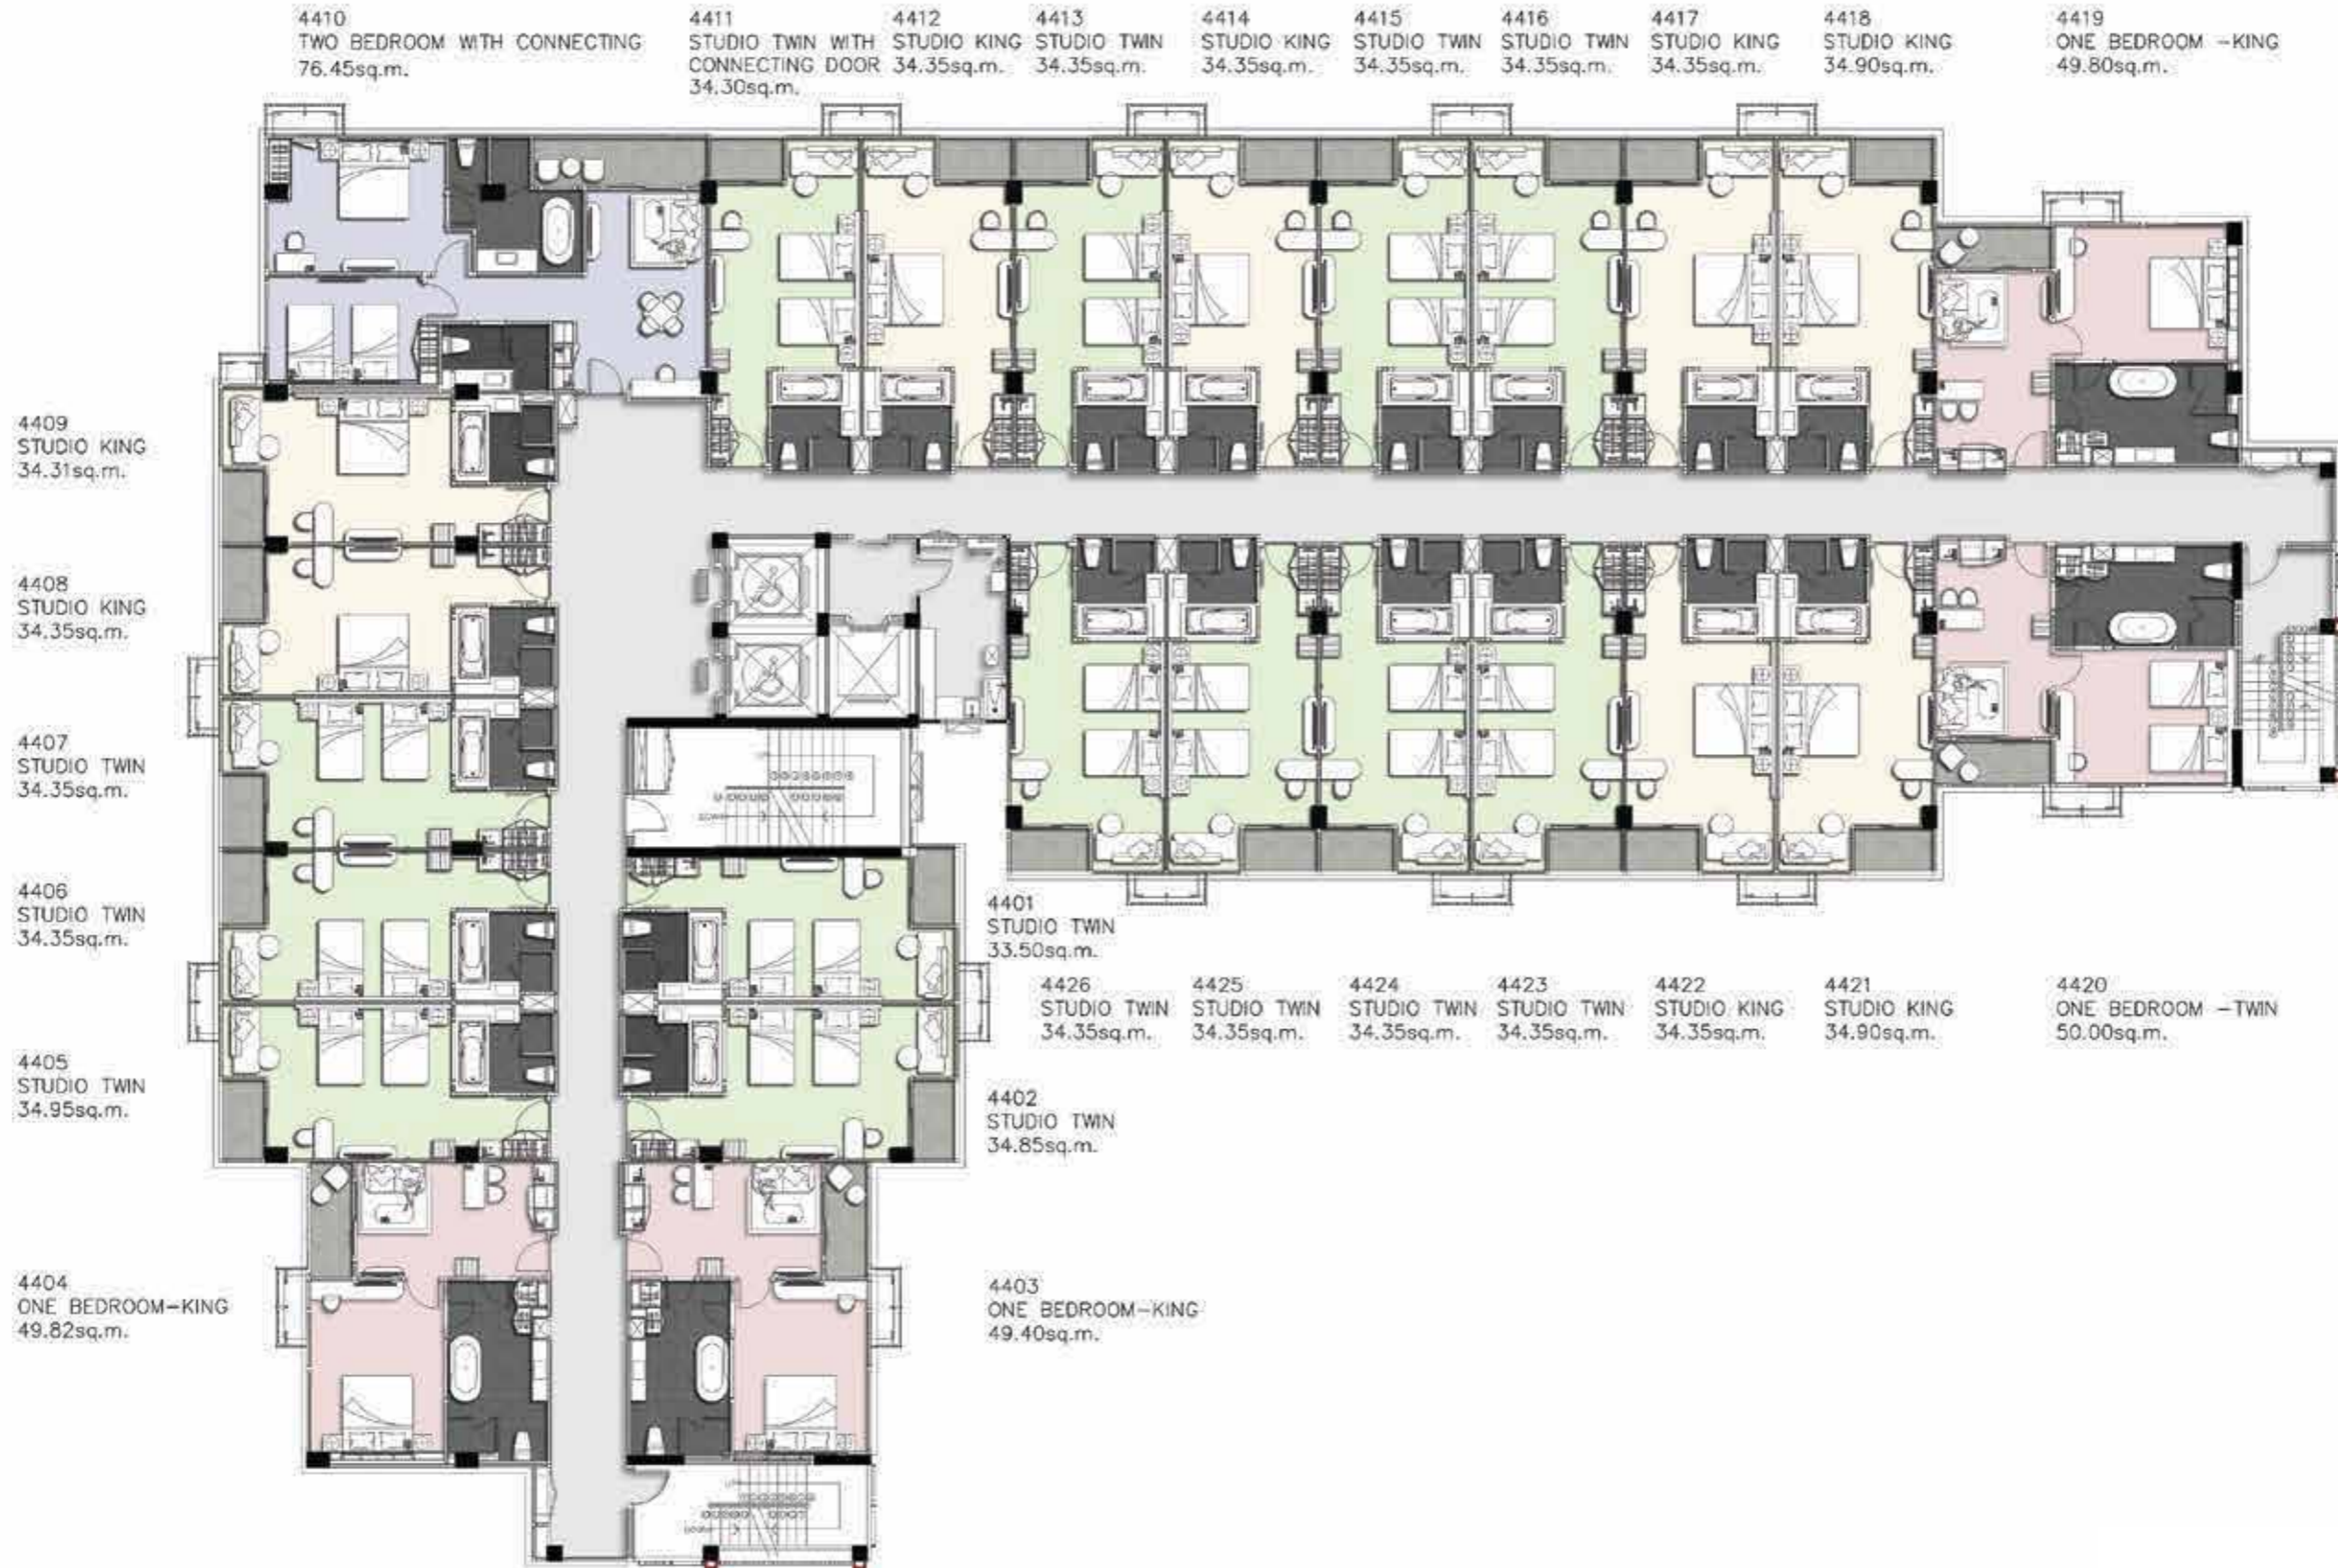 4410
TWO BEDROOM WITH CONNECTING
76.45sq.m.
4411
STUDIO TWIN WITH
CONNECTING DOOR
34.30sq.m.
4412
STUDIO KING
34.35sq.m.
4413
STUDIO TWIN
34.35sq.m.
4414
STUDIO KING
34.35sq.m.
4415
STUDIO TWIN
34.35sq.m.
4416
STUDIO TWIN
34.35sq.m.
4417
STUDIO KING
34.35sq.m.
4418
STUDIO KING
34.90sq.m.
4419
ONE BEDROOM -KING
49.80sq.m.
4409
STUDIO KING
34.31sq.m.
4408
STUDIO KING
34.35sq.m.
4407
STUDIO TWIN
34.35sq.m.
4406
STUDIO TWIN
34.35sq.m.
4405
STUDIO TWIN
34.95sq.m.
4404
ONE BEDROOM-KING
49.82sq.m.
4401
STUDIO TWIN
33.50sq.m.
4426
STUDIO TWIN
34.35sq.m.
4425
STUDIO TWIN
34.35sq.m.
4424
STUDIO TWIN
34.35sq.m.
4423
STUDIO TWIN
34.35sq.m.
4422
STUDIO KING
34.35sq.m.
4421
STUDIO KING
34.90sq.m.
4420
ONE BEDROOM -TWIN
50.00sq.m.
4402
STUDIO TWIN
34.85sq.m.
4403
ONE BEDROOM-KING
49.40sq.m.